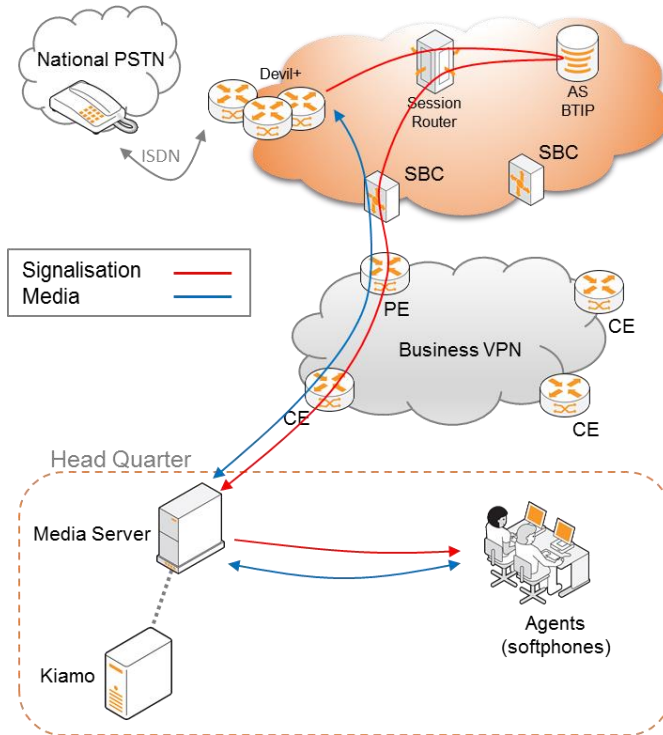 National PSTN
Devil+
ISDN
Session
Router
AS
BTIP
SBC
SBC
Signalisation
Media
PE
CE
Business VPN
CE
CE
Head Quarter
Media Server
Agents
(softphones)
Kiamo